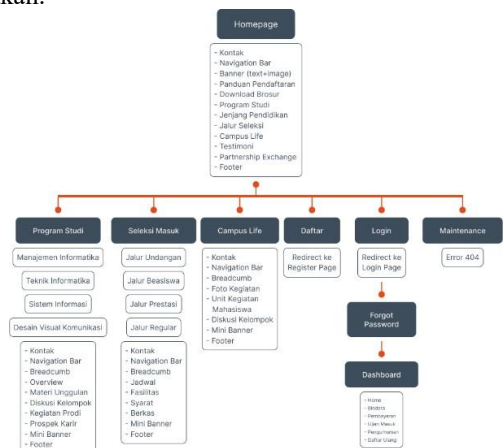 Homepage
- Kontak
- Navigation Bar
- Banner (text+image)
- Panduan Pendaftaran
- Download Brosur
- Program Studi
- Jenjang Pendidikan
- Jalur Seleksi
- Campus Life
- Testimoni
- Partnership Exchange
- Footer
Program Studi
Manajemen Informatika
Teknik Informatika
Sistem Informasi
Desain Visual Komunikasi
- Kontak
- Navigation Bar
- Breadcumb
- Overview
- Materi Unggulan
- Diskusi Kelompok
- Kegiatan Prodi
- Prospek Karir
- Mini Banner
- Footer
Seleksi Masuk
Jalur Undangan
Jalur Beasiswa
Jalur Prestasi
Jalur Regular
- Kontak
- Navigation Bar
- Breadcumb
- Jadwal
- Fasilitas
- Syarat
- Berkas
- Mini Banner
- Footer
Campus Life
- Kontak
- Navigation Bar
- Breadcumb
- Foto Kegiatan
- Unit Kegiatan
Mahasiswa
- Diskusi Kelompok
- Mini Banner
- Footer
Daftar
Redirect ke
Register Page
Login
Redirect ke
Login Page
Forgot
Password
Dashboard
- Home
- Biodata
- Pembayaran
- Ujian Masuk
- Pengumuman
- Daftar Ulang
Maintenance
Error 404